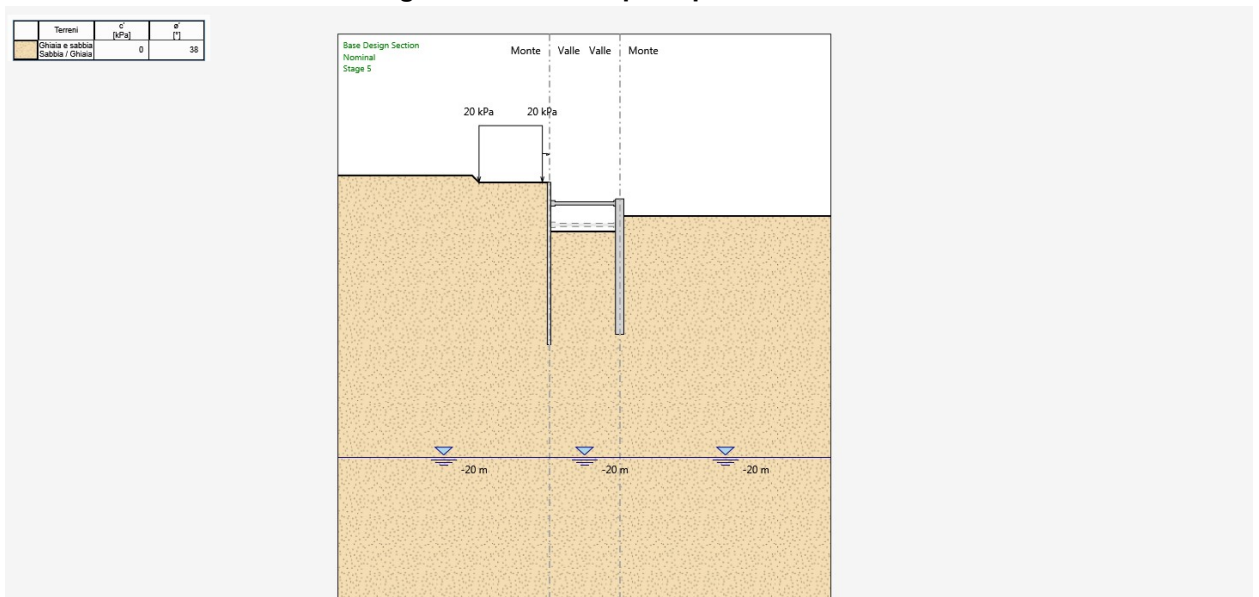 Terreni c' ø'
[kPa] [°]
Ghiaia e sabbia
Sabbia / Ghiaia 0 38
Base Design Section
Nominal
Stage 5
Monte Valle Valle Monte
20 kPa 20 kPa
-20 m -20 m -20 m